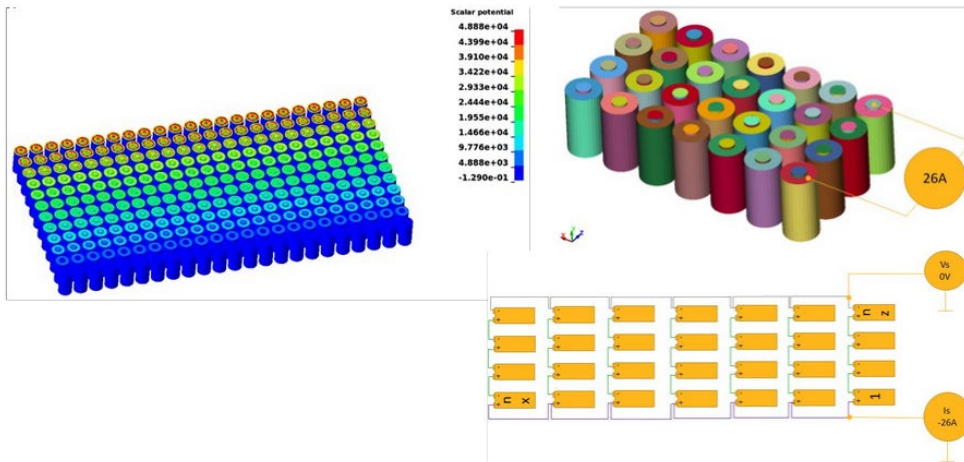 Scalar potential
4.888e+04
4.399e+04
3.910e+04
3.422e+04
2.933e+04
2.444e+04
1.955e+04
1.466e+04
9.776e+03
4.888e+03
-1.290e-01
26A
Vs
0V
n z
n x
1
Is
-26A